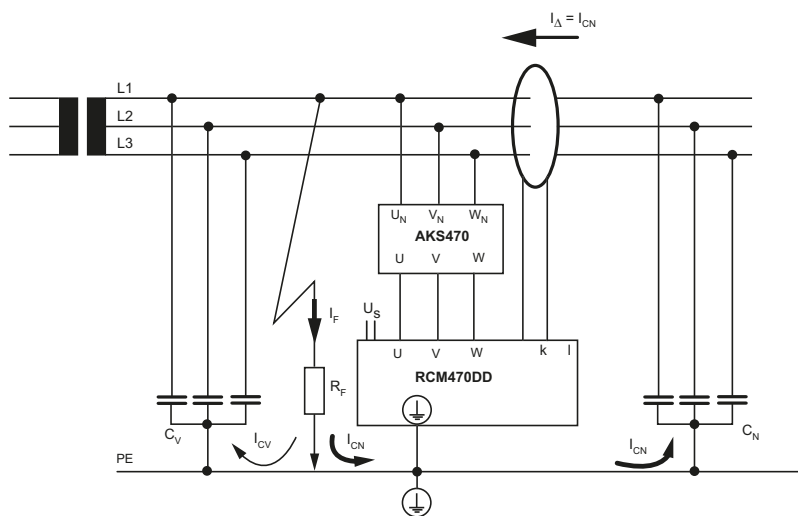 I_Δ = I_CN
L1
L2
L3
U_N V_N W_N
AKS470
U V W
I_F
U_s
U V W k l
RCM470DD
R_F
C_V
I_CV
I_CN
I_CN
C_N
PE